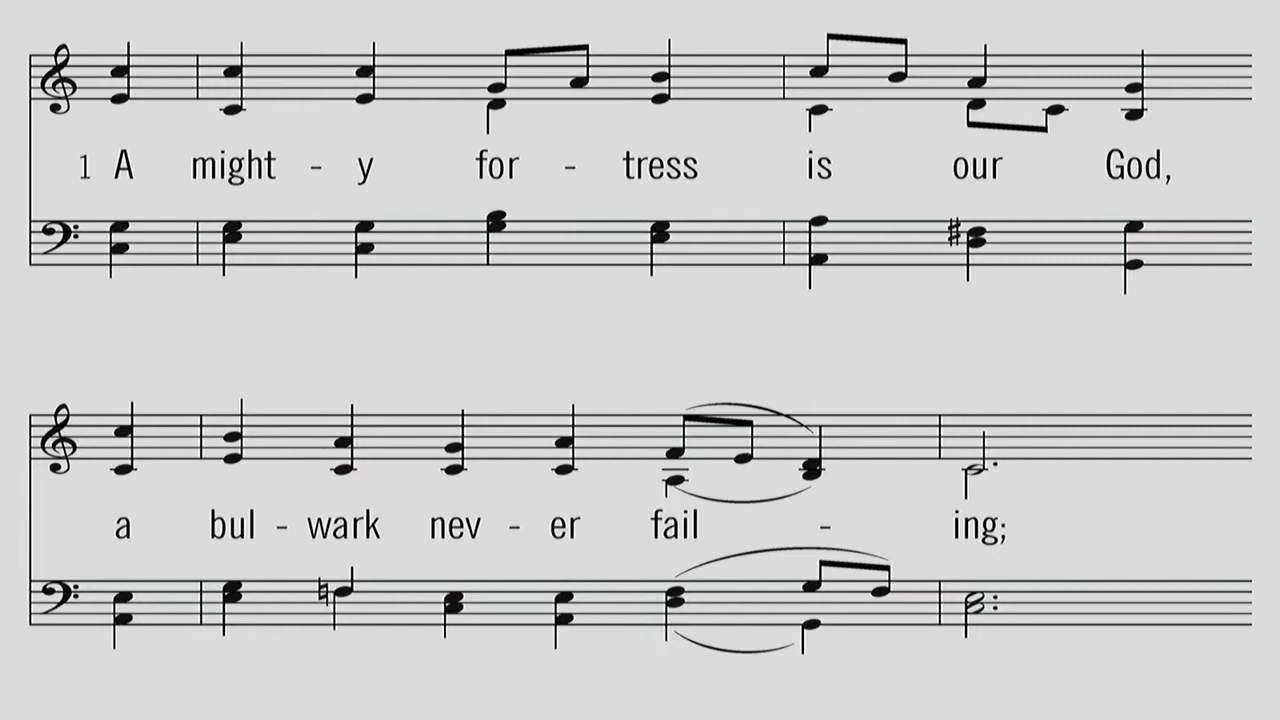 1 A might - y for - tress is our God,
a bul - wark nev - er fail - ing;